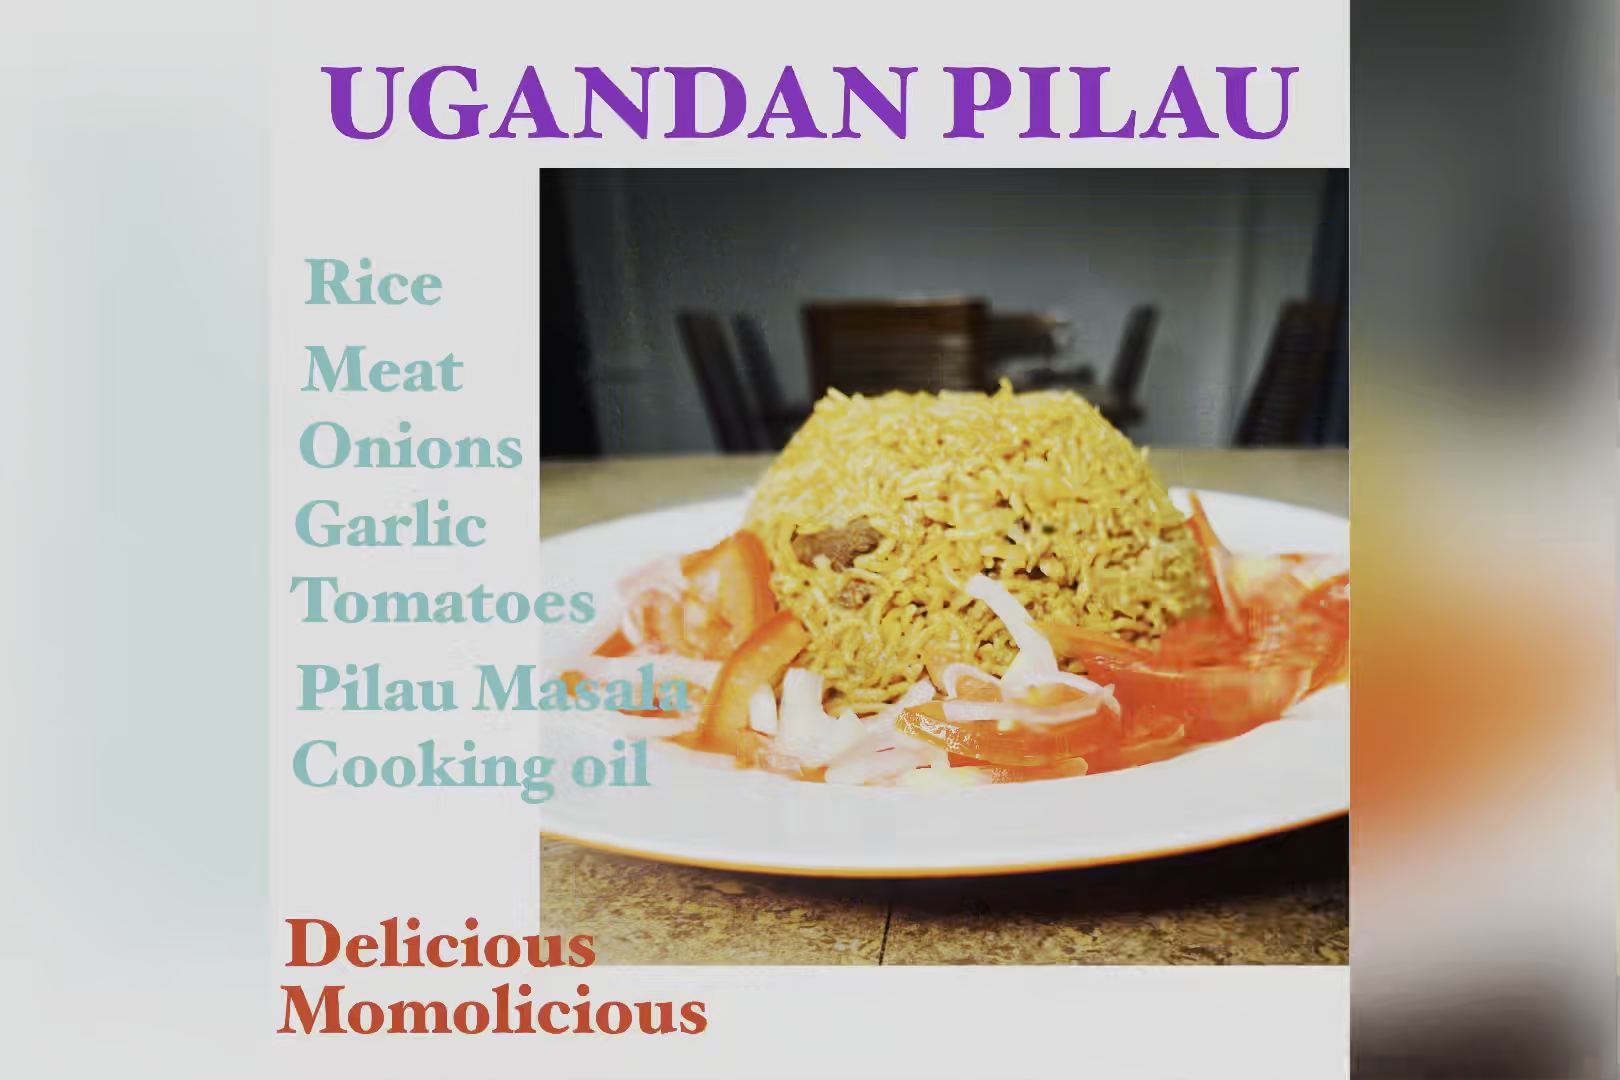 UGANDAN PILAU
Rice
Meat
Onions
Garlic
Tomatoes
Pilau Masala
Cooking oil
Delicious
Momolicious